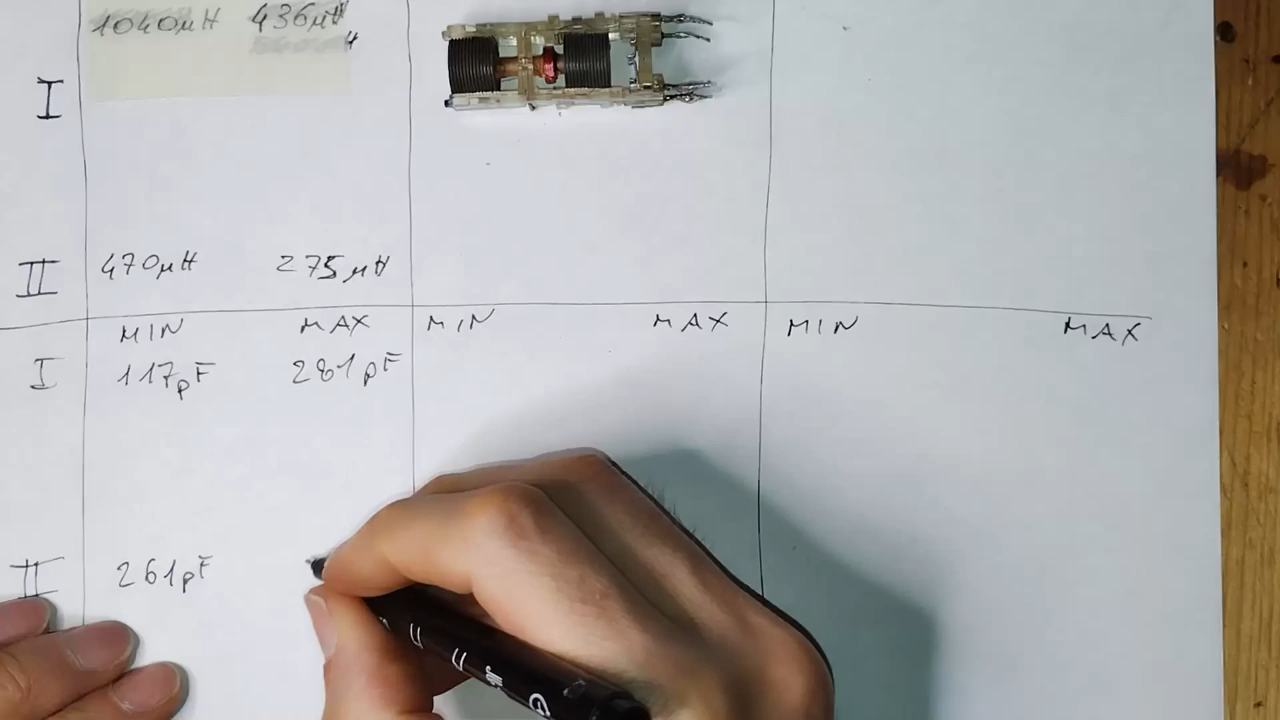 1040μH 436μH
H
I
II 470μH 275μH
MIN MAX MIN MAX MIN MAX
I 117pF 281pF
II 261pF